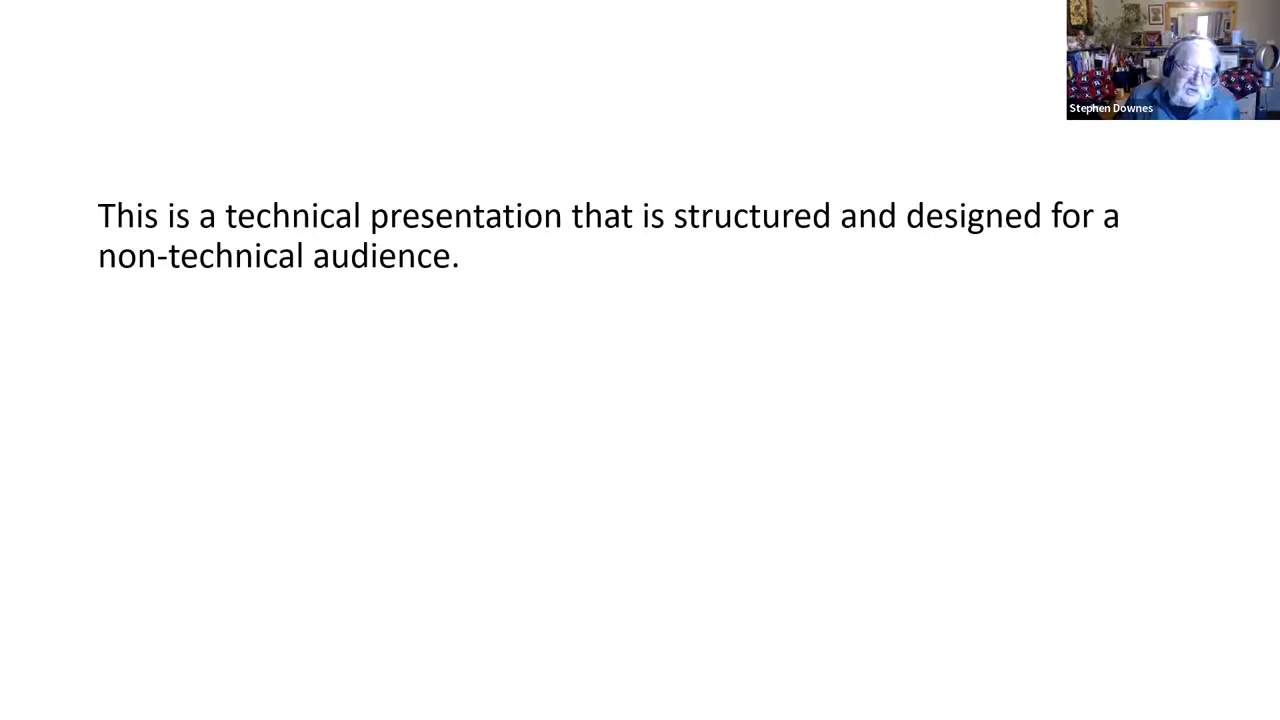 Stephen Downes
This is a technical presentation that is structured and designed for a
non-technical audience.